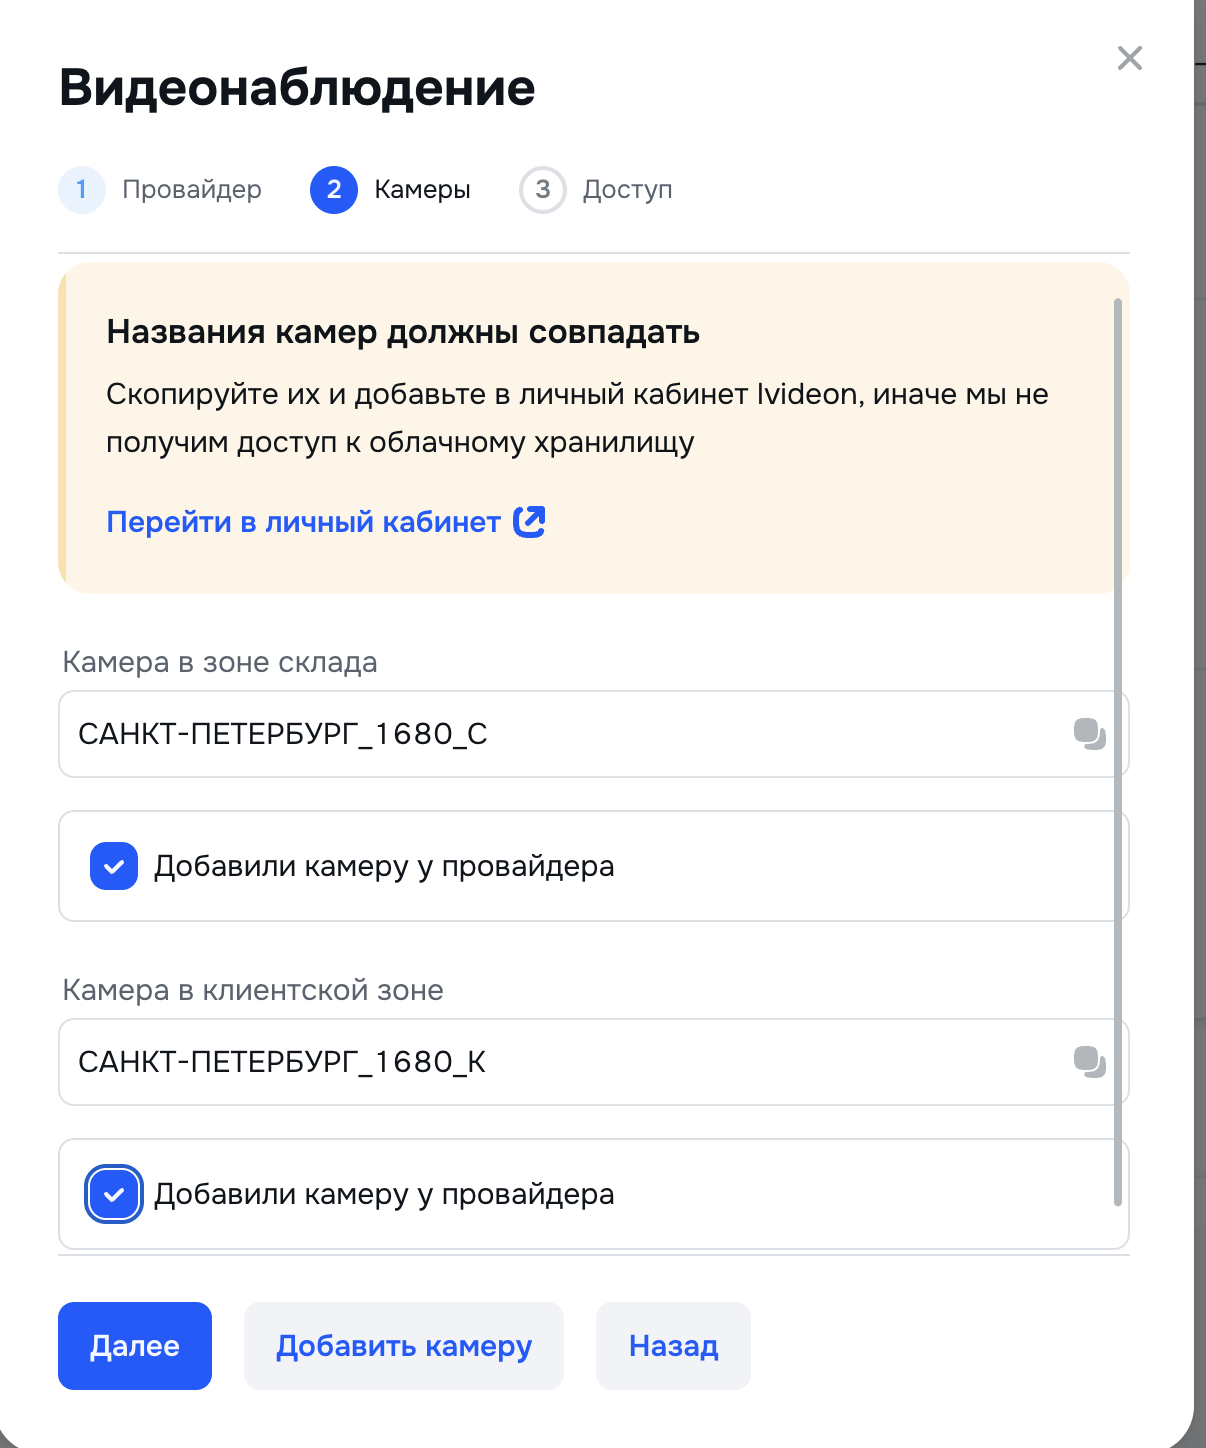 Видеонаблюдение
1 Провайдер 2 Камеры 3 Доступ
Названия камер должны совпадать
Скопируйте их и добавьте в личный кабинет Ivideon, иначе мы не
получим доступ к облачному хранилищу
Перейти в личный кабинет
Камера в зоне склада
САНКТ-ПЕТЕРБУРГ_1680_С
Добавили камеру у провайдера
Камера в клиентской зоне
САНКТ-ПЕТЕРБУРГ_1680_К
Добавили камеру у провайдера
Далее Добавить камеру Назад